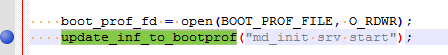 boot_prof_fd = open(BOOT_PROF_FILE, O_RDWR);
update_inf_to_bootprof("md_init srv start");